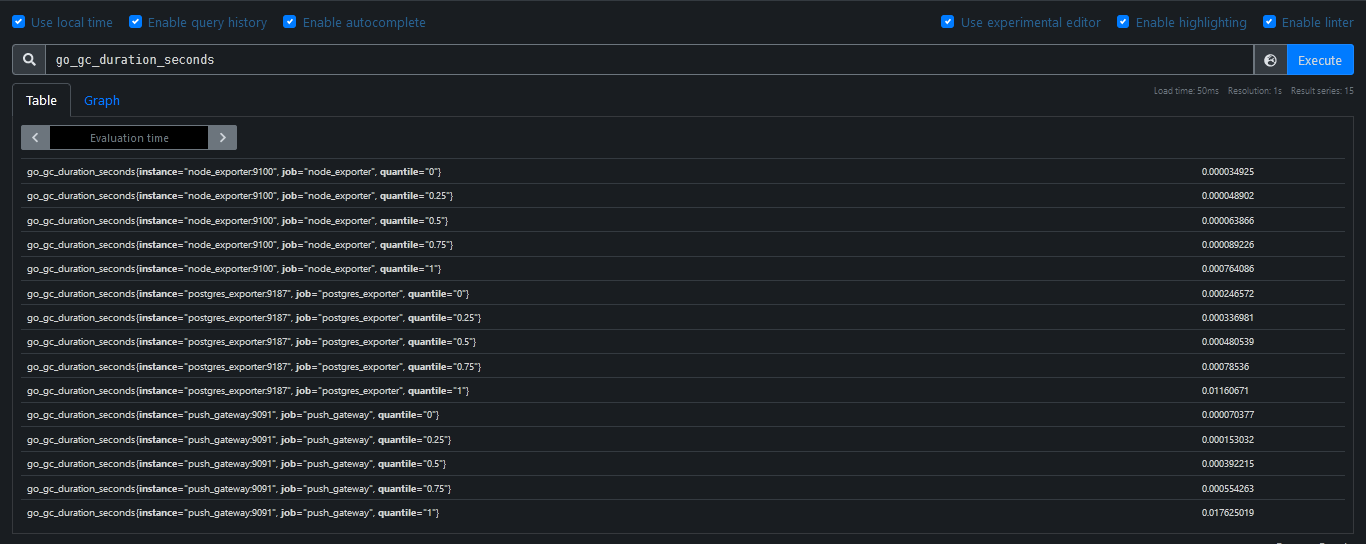 Use local time Enable query history Enable autocomplete Use experimental editor Enable highlighting Enable linter
go_gc_duration_seconds Execute
Table Graph Load time: 50ms Resolution: 1s Result series: 15
Evaluation time
go_gc_duration_seconds{instance="node_exporter:9100", job="node_exporter", quantile="0"} 0.000034925
go_gc_duration_seconds{instance="node_exporter:9100", job="node_exporter", quantile="0.25"} 0.000048902
go_gc_duration_seconds{instance="node_exporter:9100", job="node_exporter", quantile="0.5"} 0.000063866
go_gc_duration_seconds{instance="node_exporter:9100", job="node_exporter", quantile="0.75"} 0.000089226
go_gc_duration_seconds{instance="node_exporter:9100", job="node_exporter", quantile="1"} 0.000764086
go_gc_duration_seconds{instance="postgres_exporter:9187", job="postgres_exporter", quantile="0"} 0.000246572
go_gc_duration_seconds{instance="postgres_exporter:9187", job="postgres_exporter", quantile="0.25"} 0.000336981
go_gc_duration_seconds{instance="postgres_exporter:9187", job="postgres_exporter", quantile="0.5"} 0.000480539
go_gc_duration_seconds{instance="postgres_exporter:9187", job="postgres_exporter", quantile="0.75"} 0.00078536
go_gc_duration_seconds{instance="postgres_exporter:9187", job="postgres_exporter", quantile="1"} 0.01160671
go_gc_duration_seconds{instance="push_gateway:9091", job="push_gateway", quantile="0"} 0.000070377
go_gc_duration_seconds{instance="push_gateway:9091", job="push_gateway", quantile="0.25"} 0.000153032
go_gc_duration_seconds{instance="push_gateway:9091", job="push_gateway", quantile="0.5"} 0.000392215
go_gc_duration_seconds{instance="push_gateway:9091", job="push_gateway", quantile="0.75"} 0.000554263
go_gc_duration_seconds{instance="push_gateway:9091", job="push_gateway", quantile="1"} 0.017625019